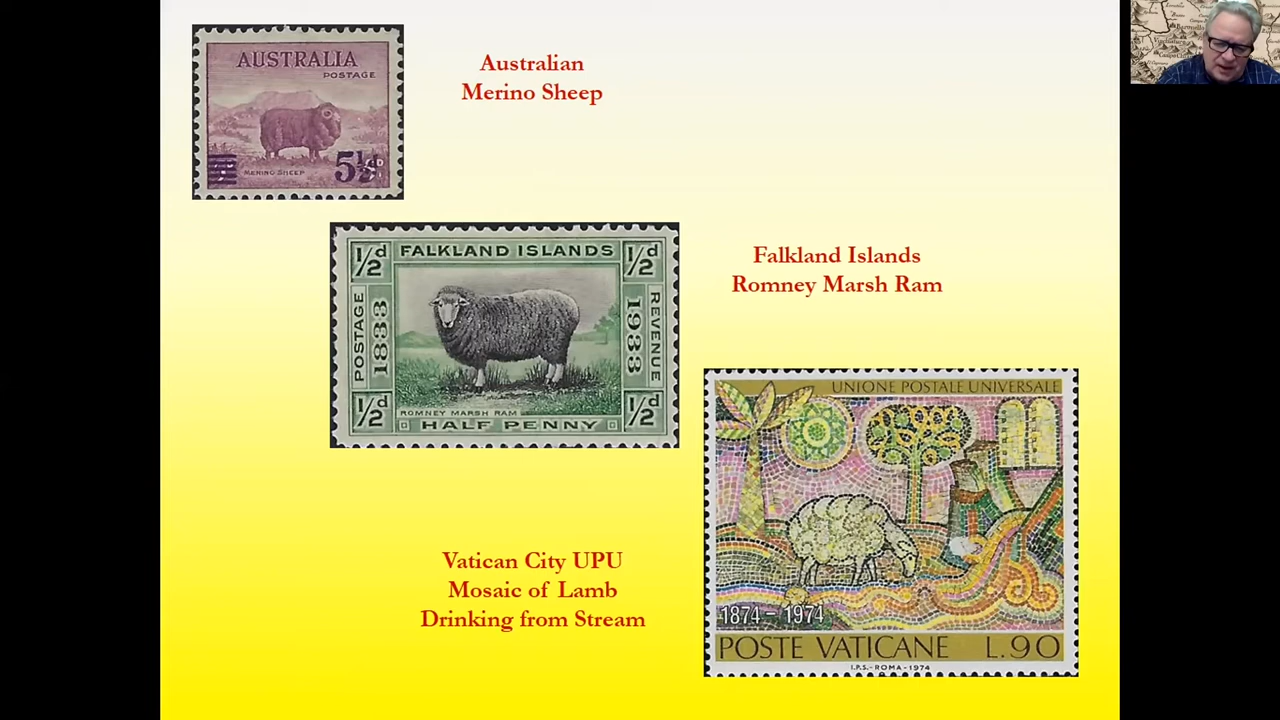 AUSTRALIA
POSTAGE
MERINO SHEEP
5½D
Australian
Merino Sheep
½d
FALKLAND ISLANDS
½d
POSTAGE
1833
1933
REVENUE
ROMNEY MARSH RAM
½d
HALF PENNY
½d
Falkland Islands
Romney Marsh Ram
UNIONE POSTALE UNIVERSALE
1874 – 1974
POSTE VATICANE L.90
I.P.S.-ROMA-1974
Vatican City UPU
Mosaic of Lamb
Drinking from Stream